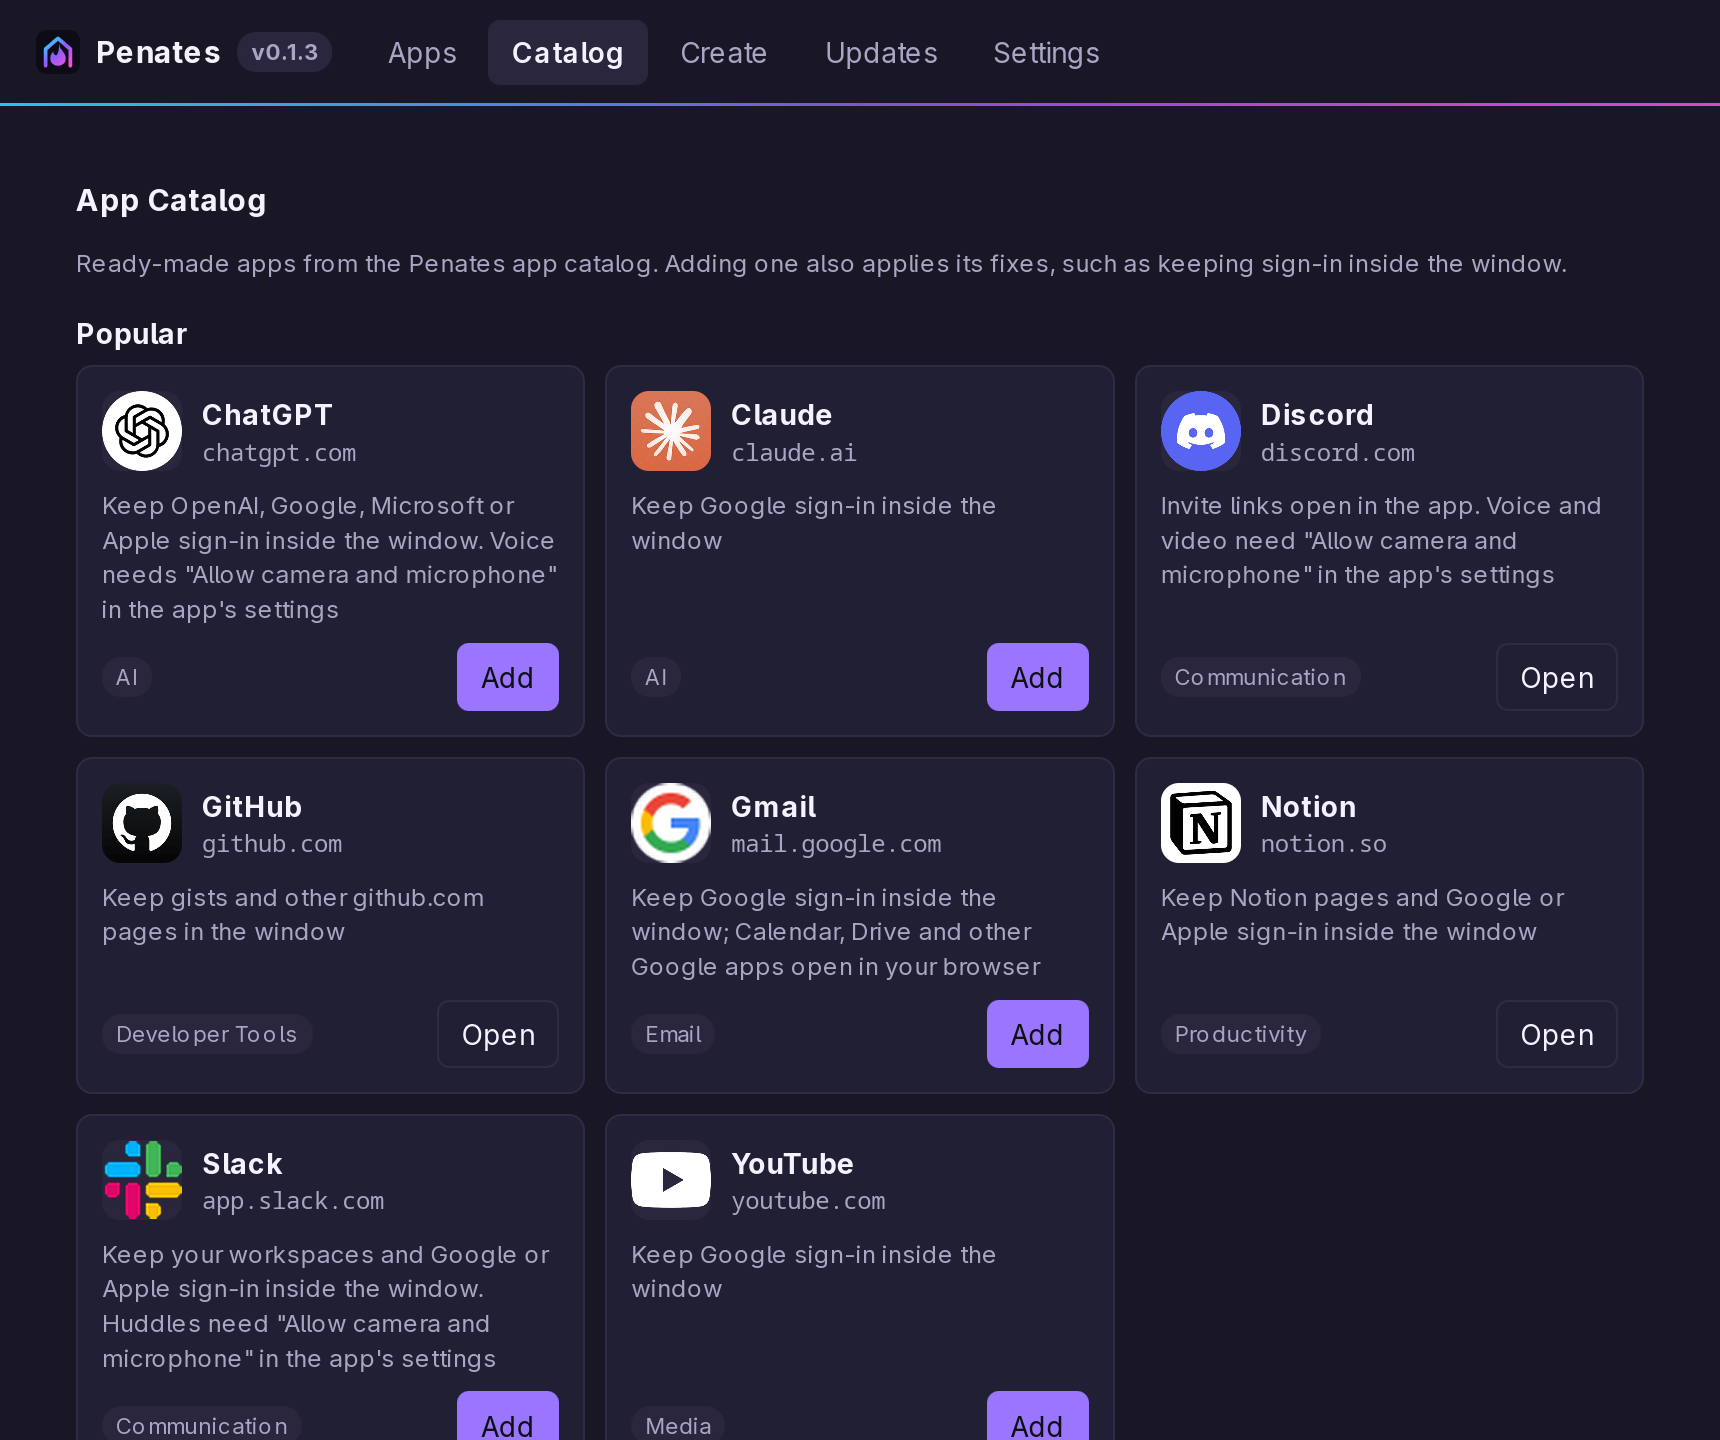 Penates v0.1.3 Apps Catalog Create Updates Settings
App Catalog
Ready-made apps from the Penates app catalog. Adding one also applies its fixes, such as keeping sign-in inside the window.
Popular
ChatGPT
chatgpt.com
Keep OpenAI, Google, Microsoft or
Apple sign-in inside the window. Voice
needs "Allow camera and microphone"
in the app's settings
AI
Add
Claude
claude.ai
Keep Google sign-in inside the
window
AI
Add
Discord
discord.com
Invite links open in the app. Voice and
video need "Allow camera and
microphone" in the app's settings
Communication
Open
GitHub
github.com
Keep gists and other github.com
pages in the window
Developer Tools
Open
Gmail
mail.google.com
Keep Google sign-in inside the
window; Calendar, Drive and other
Google apps open in your browser
Email
Add
Notion
notion.so
Keep Notion pages and Google or
Apple sign-in inside the window
Productivity
Open
Slack
app.slack.com
Keep your workspaces and Google or
Apple sign-in inside the window.
Huddles need "Allow camera and
microphone" in the app's settings
Communication
Add
YouTube
youtube.com
Keep Google sign-in inside the
window
Media
Add